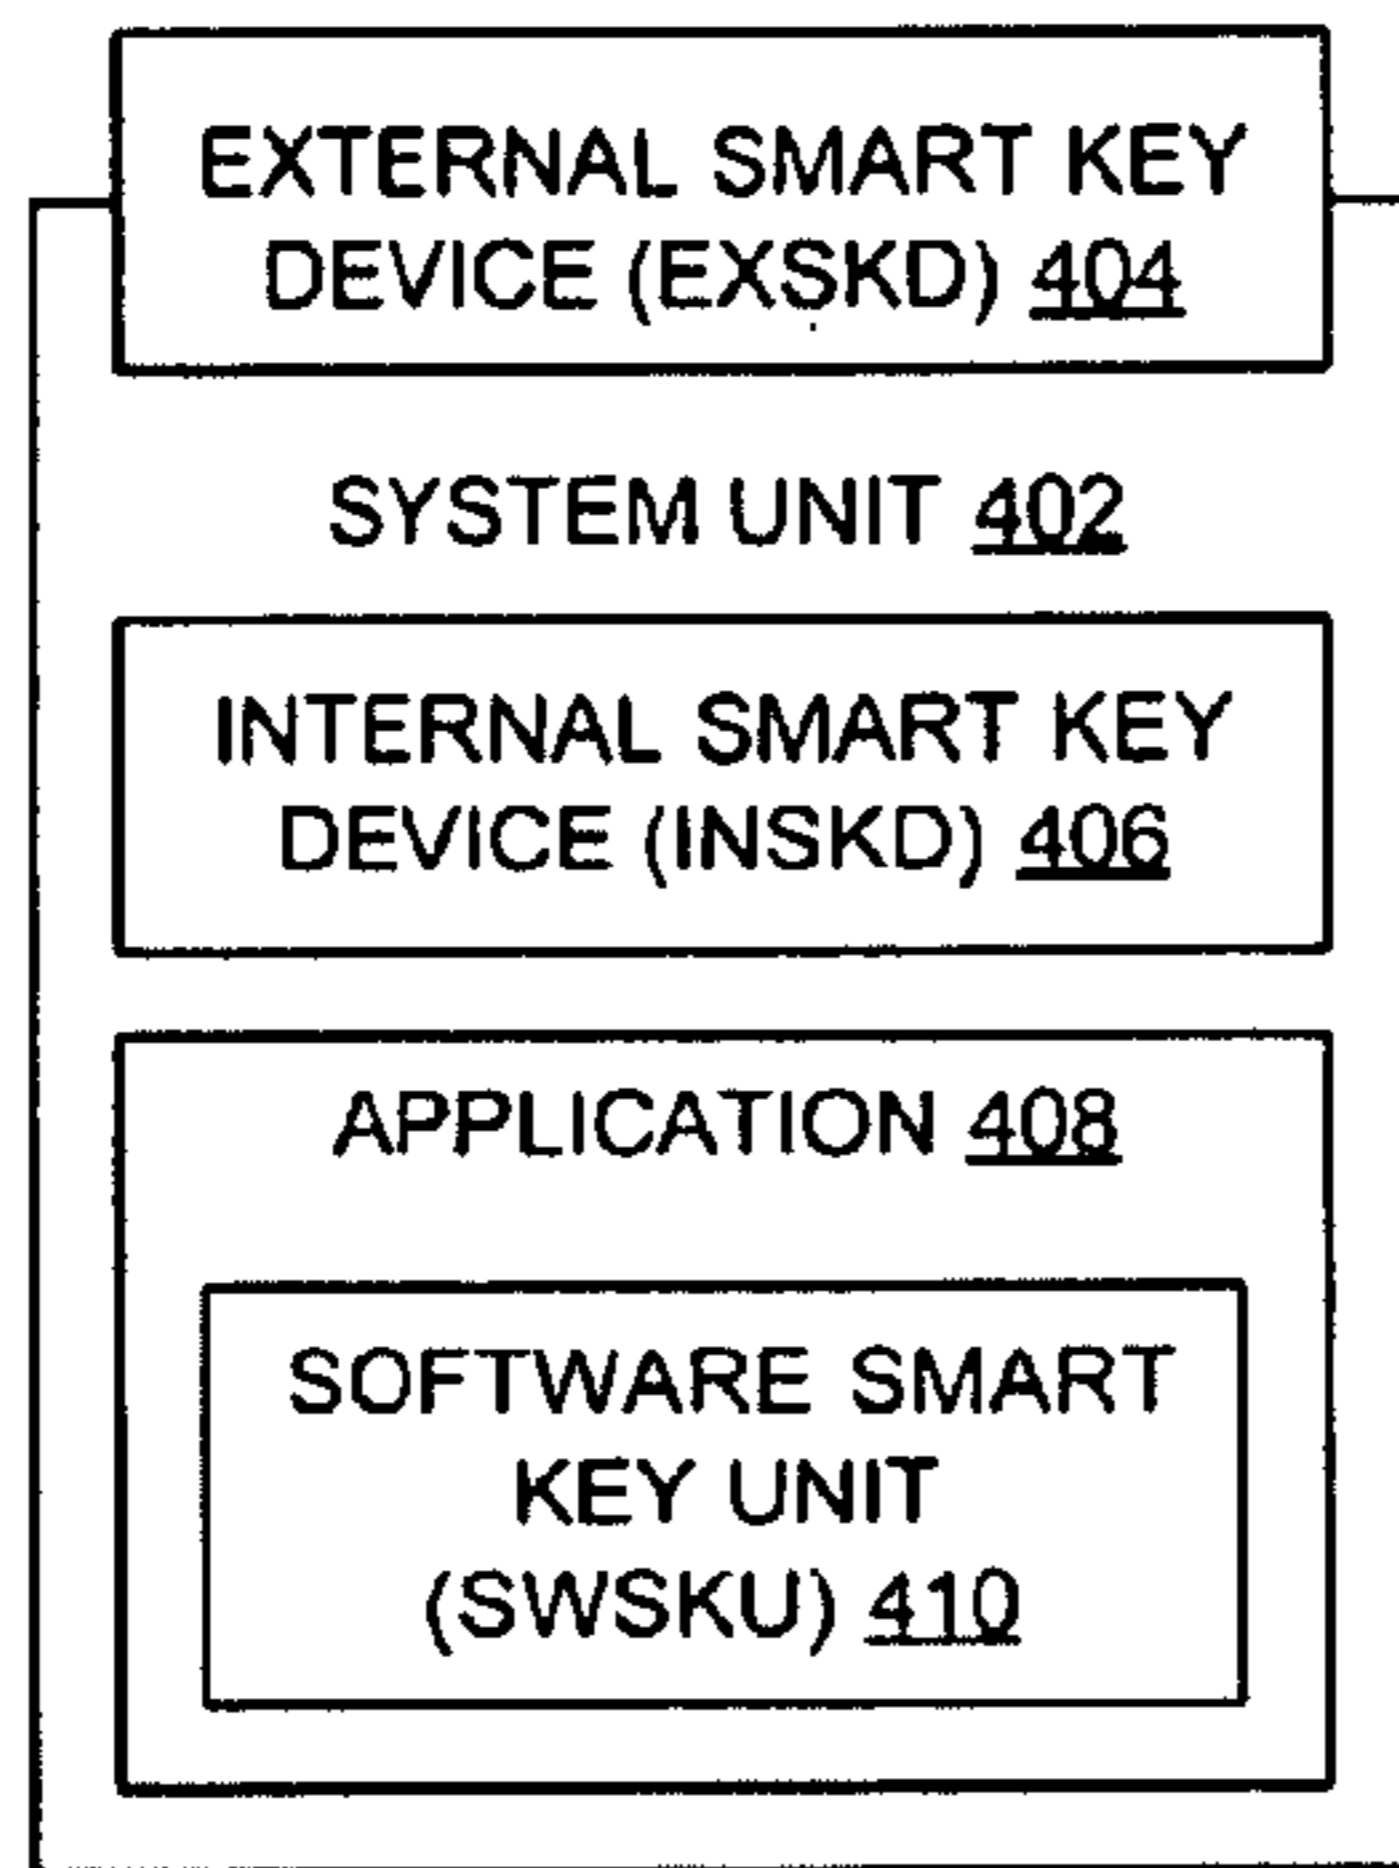 EXTERNAL SMART KEY
DEVICE (EXSKD) 404
SYSTEM UNIT 402
INTERNAL SMART KEY
DEVICE (INSKD) 406
APPLICATION 408
SOFTWARE SMART
KEY UNIT
(SWSKU) 410